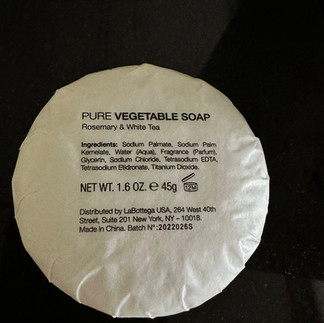 PURE VEGETABLE SOAP
Rosemary & White Tea
Ingredients: Sodium Palmate, Sodium Palm
Kernelate, Water (Aqua), Fragrance (Parfum),
Glycerin, Sodium Chloride, Tetrasodium EDTA,
Tetrasodium Etidronate, Titanium Dioxide.
NET WT. 1.6 OZ. ℮ 45g 12M
Distributed by LaBottega USA, 264 West 40th
Street, Suite 201 New York, NY – 10018.
Made in China. Batch N°:2022026S